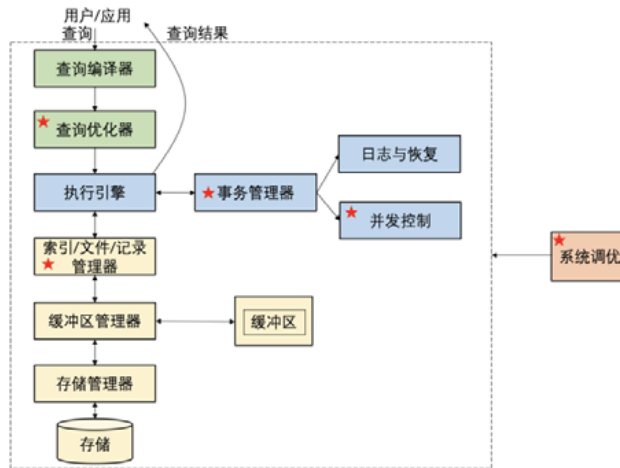 用户/应用
查询
查询结果
查询编译器
查询优化器
日志与恢复
执行引擎
事务管理器
并发控制
索引/文件/记录
管理器
系统调优
缓冲区管理器
缓冲区
存储管理器
存储